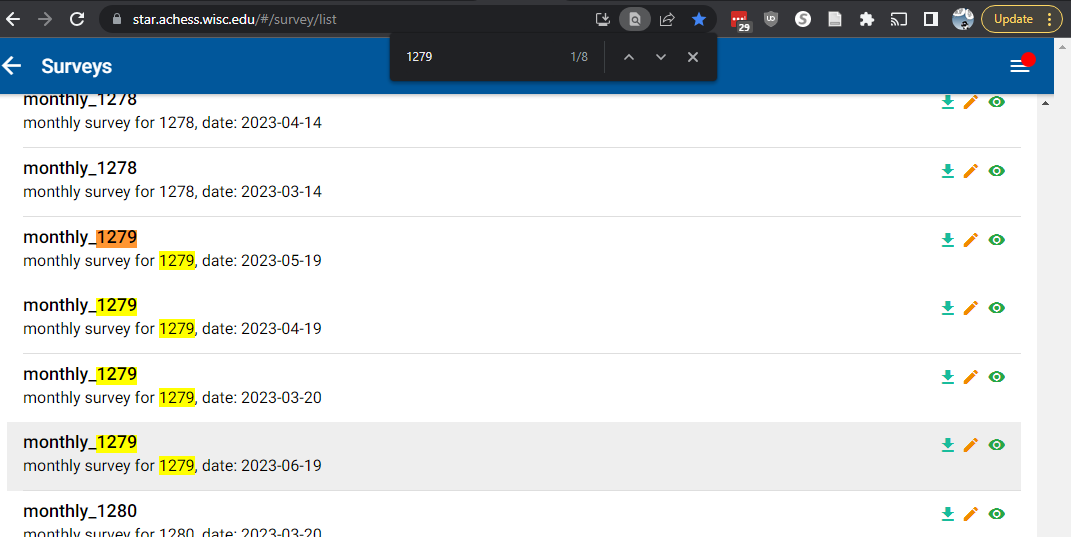 star.achess.wisc.edu/#/survey/list
29
UD
S
Update
1279
1/8
Surveys
monthly_1278
monthly survey for 1278, date: 2023-04-14
monthly_1278
monthly survey for 1278, date: 2023-03-14
monthly_1279
monthly survey for 1279, date: 2023-05-19
monthly_1279
monthly survey for 1279, date: 2023-04-19
monthly_1279
monthly survey for 1279, date: 2023-03-20
monthly_1279
monthly survey for 1279, date: 2023-06-19
monthly_1280
monthly survey for 1280, date: 2023-03-20